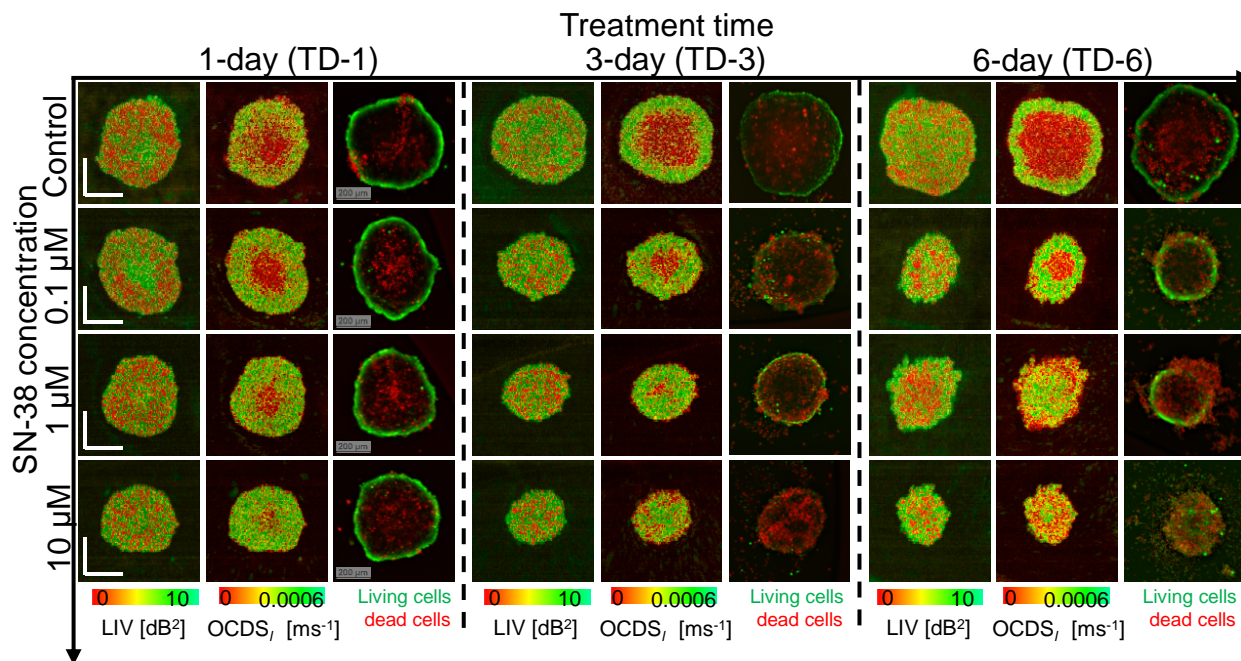 Treatment time
1-day (TD-1)
3-day (TD-3)
6-day (TD-6)
SN-38 concentration
Control
0.1 µM
1 µM
10 µM
200 µm
200 µm
200 µm
200 µm
0 10
0 0.0006
Living cells
dead cells
LIV [dB²]
OCDSₗ [ms⁻¹]
0 10
0 0.0006
Living cells
dead cells
LIV [dB²]
OCDSₗ [ms⁻¹]
0 10
0 0.0006
Living cells
dead cells
LIV [dB²]
OCDSₗ [ms⁻¹]